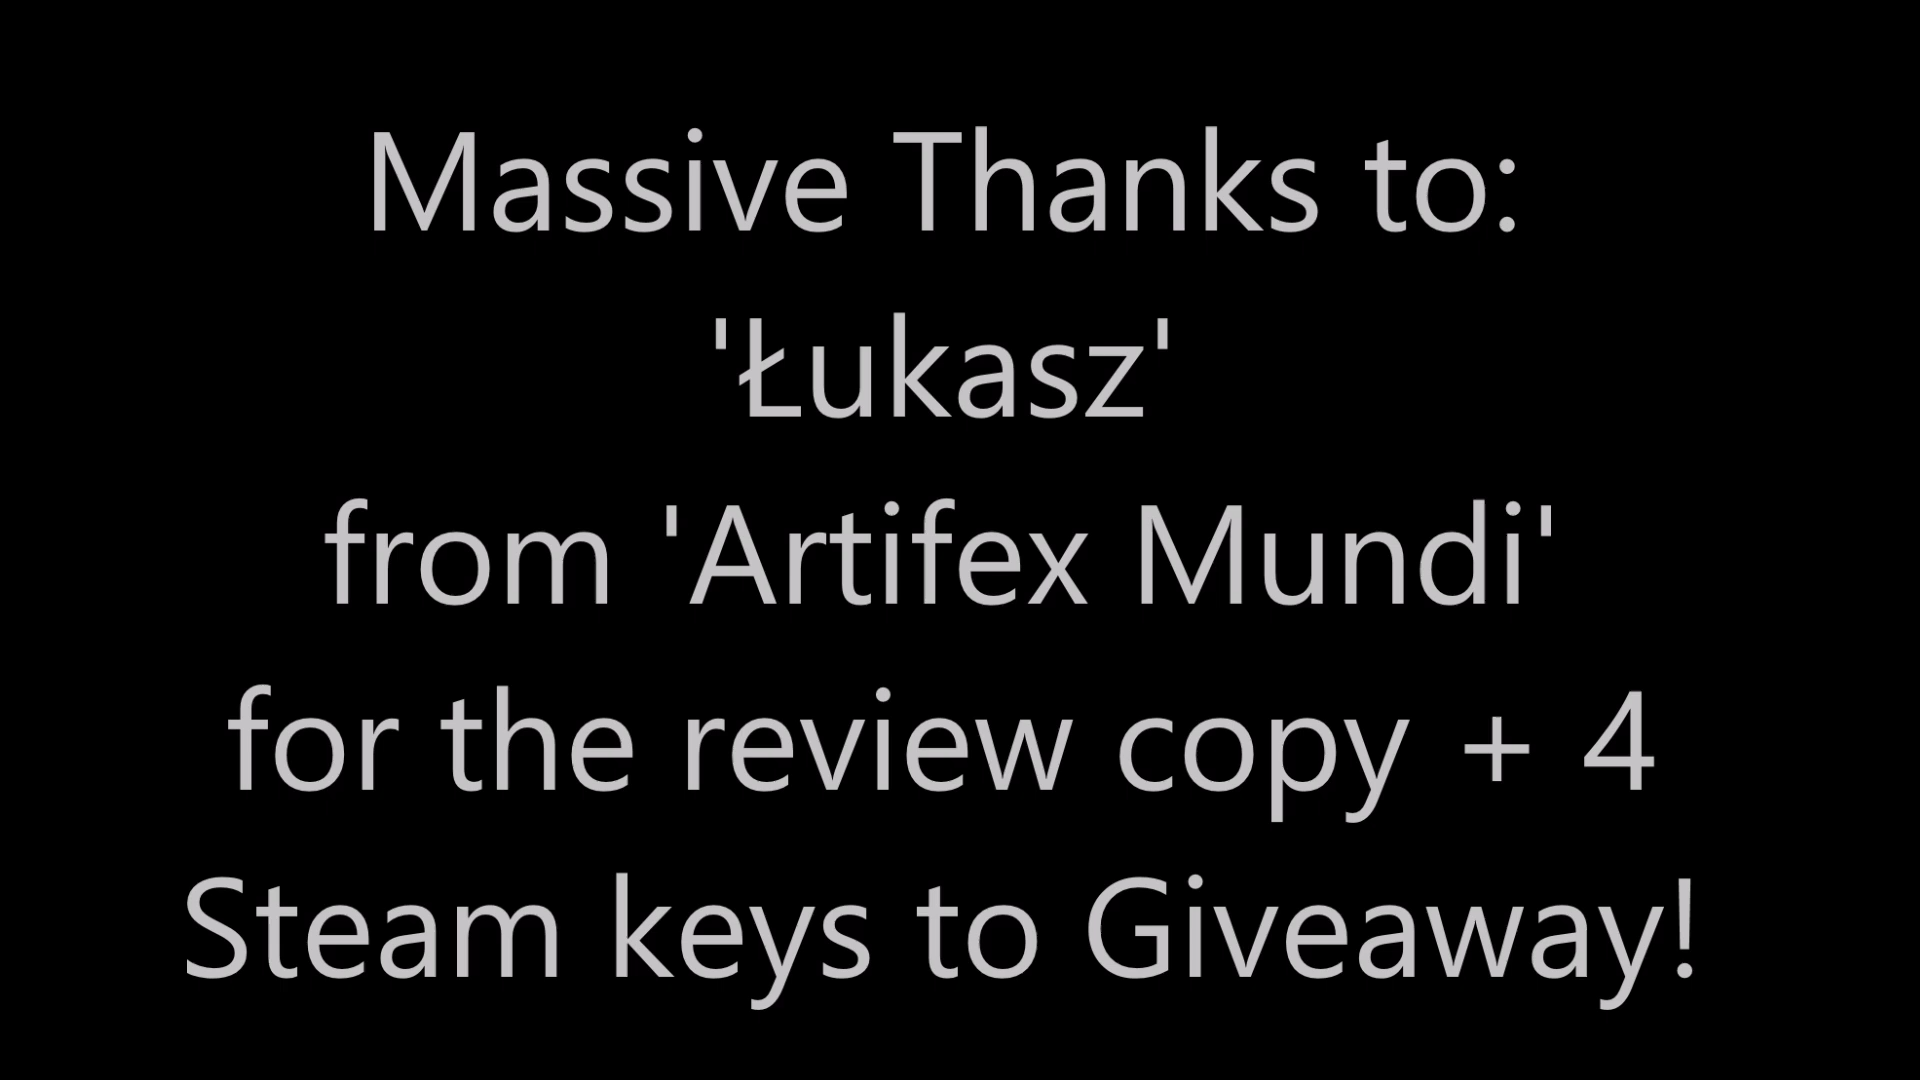 Massive Thanks to:
'Łukasz'
from 'Artifex Mundi'
for the review copy + 4
Steam keys to Giveaway!